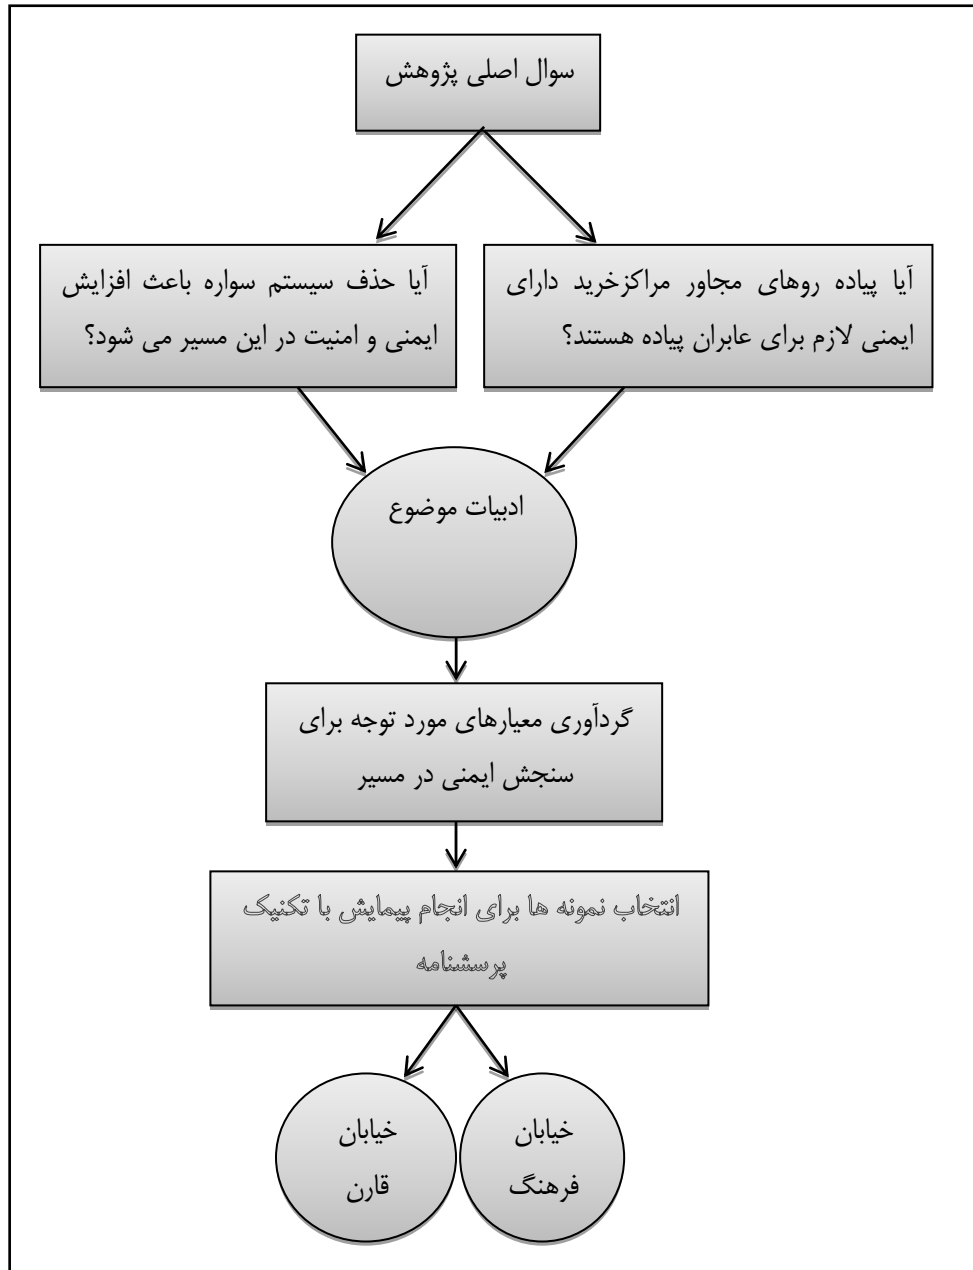 سوال اصلی پژوهش
آیا پیاده روهای مجاور مراکزخرید دارای
ایمنی لازم برای عابران پیاده هستند؟
آیا حذف سیستم سواره باعث افزایش
ایمنی و امنیت در این مسیر می شود؟
ادبیات موضوع
گردآوری معیارهای مورد توجه برای
سنجش ایمنی در مسیر
انتخاب نمونه ها برای انجام پیمایش با تکنیک
پرسشنامه
خیابان
فرهنگ
خیابان
قارن